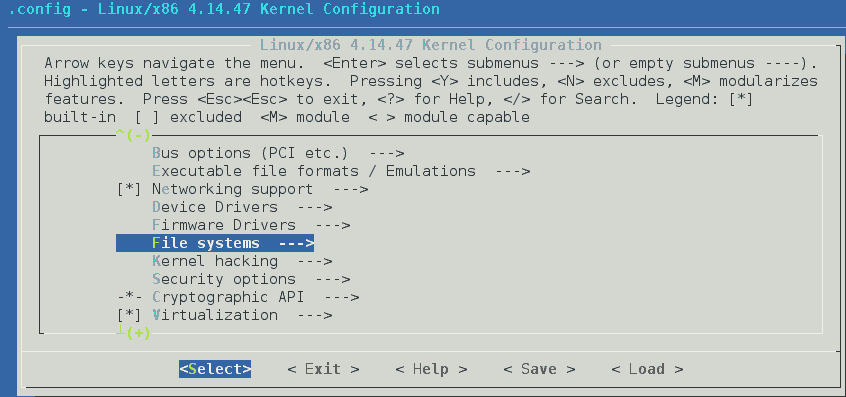 .config - Linux/x86 4.14.47 Kernel Configuration
Linux/x86 4.14.47 Kernel Configuration
Arrow keys navigate the menu.  <Enter> selects submenus ---> (or empty submenus ----).
Highlighted letters are hotkeys.  Pressing <Y> includes, <N> excludes, <M> modularizes
features.  Press <Esc><Esc> to exit, <?> for Help, </> for Search.  Legend: [*]
built-in  [ ] excluded  <M> module  < > module capable
^(-)
Bus options (PCI etc.)  --->
Executable file formats / Emulations  --->
[*] Networking support  --->
Device Drivers  --->
Firmware Drivers  --->
File systems  --->
Kernel hacking  --->
Security options  --->
-*- Cryptographic API  --->
[*] Virtualization  --->
┴(+)
<Select>    < Exit >    < Help >    < Save >    < Load >